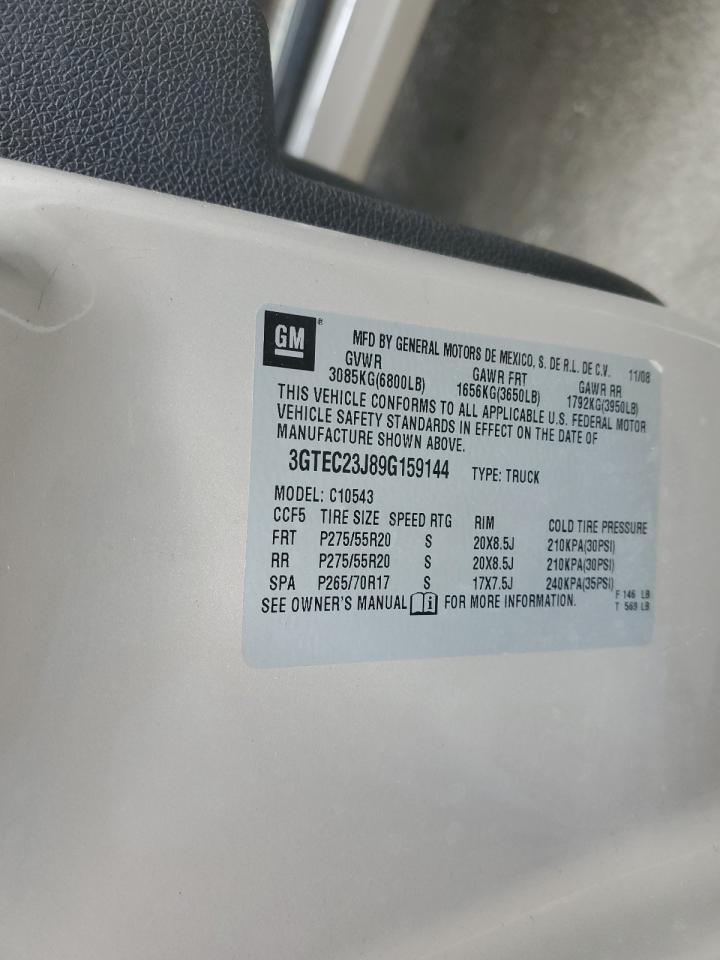 GM®
MFD BY GENERAL MOTORS DE MEXICO, S. DE R.L. DE C.V. 11/08
GVWR GAWR FRT GAWR RR
3085KG(6800LB) 1656KG(3650LB) 1792KG(3950LB)
THIS VEHICLE CONFORMS TO ALL APPLICABLE U.S. FEDERAL MOTOR
VEHICLE SAFETY STANDARDS IN EFFECT ON THE DATE OF
MANUFACTURE SHOWN ABOVE.
3GTEC23J89G159144 TYPE: TRUCK
MODEL: C10543
CCF5 TIRE SIZE SPEED RTG RIM COLD TIRE PRESSURE
FRT P275/55R20 S 20X8.5J 210KPA(30PSI)
RR P275/55R20 S 20X8.5J 210KPA(30PSI)
SPA P265/70R17 S 17X7.5J 240KPA(35PSI)
SEE OWNER'S MANUAL i FOR MORE INFORMATION.
F 146 LB
T 569 LB